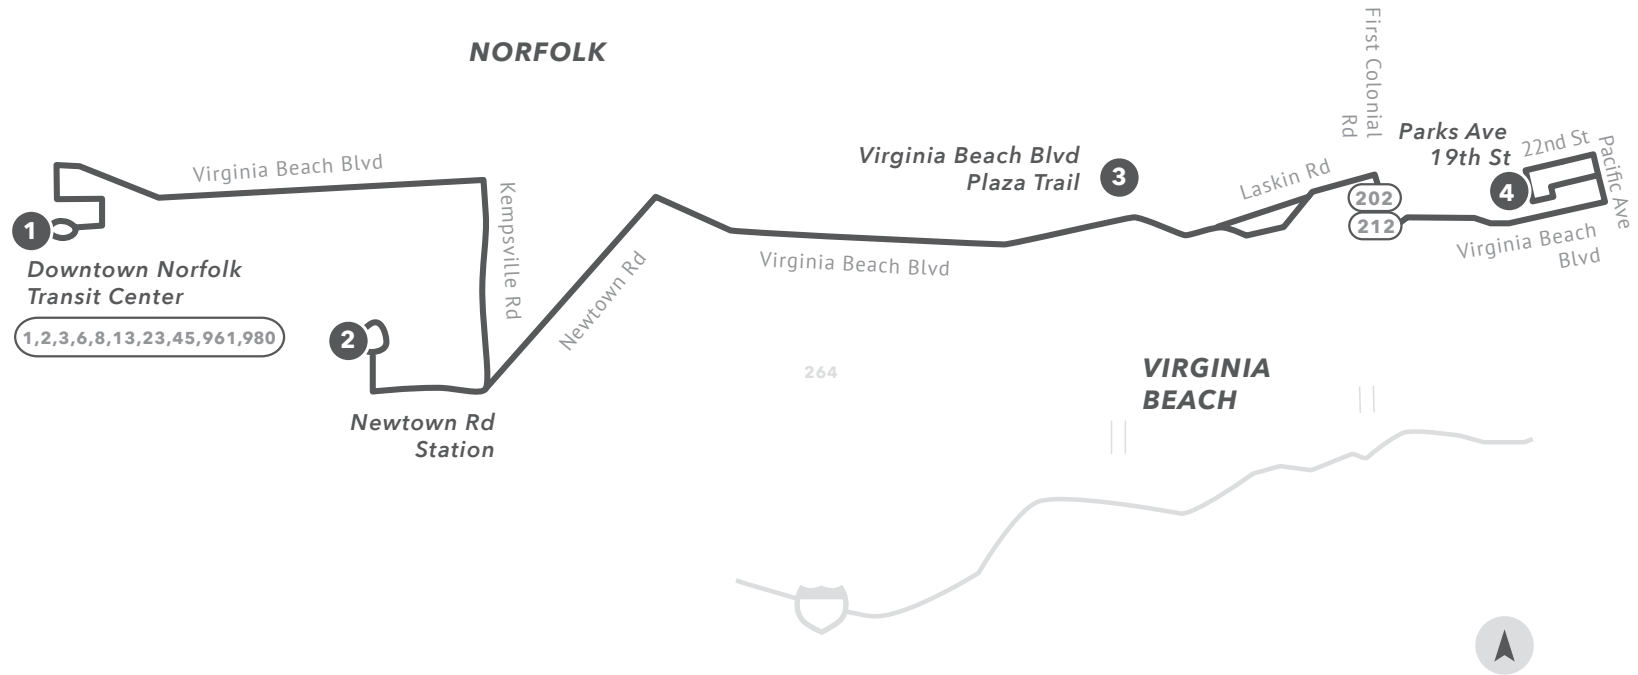 NORFOLK
First Colonial
Rd
Virginia Beach Blvd
Kempsville Rd
Newtown Rd
Virginia Beach Blvd
Virginia Beach Blvd
Plaza Trail
3
Laskin Rd
202
212
Parks Ave
19th St
4
22nd St
Pacific Ave
Virginia Beach
Blvd
1
Downtown Norfolk
Transit Center
1,2,3,6,8,13,23,45,961,980
2
Newtown Rd
Station
264
VIRGINIA
BEACH